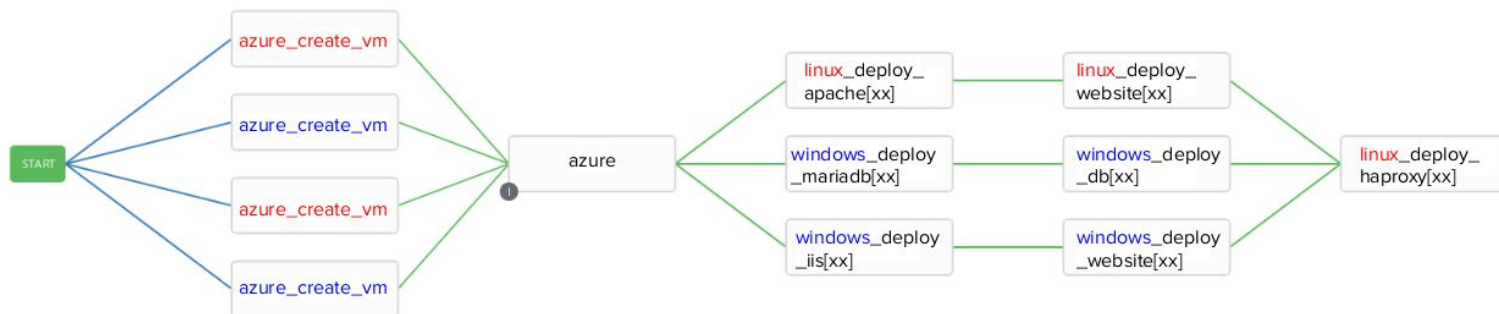 START
azure_create_vm
azure_create_vm
azure_create_vm
azure_create_vm
azure
I
linux_deploy_
apache[xx]
windows_deploy
_mariadb[xx]
windows_deploy
_iis[xx]
linux_deploy_
website[xx]
windows_deploy
_db[xx]
windows_deploy
_website[xx]
linux_deploy_
haproxy[xx]